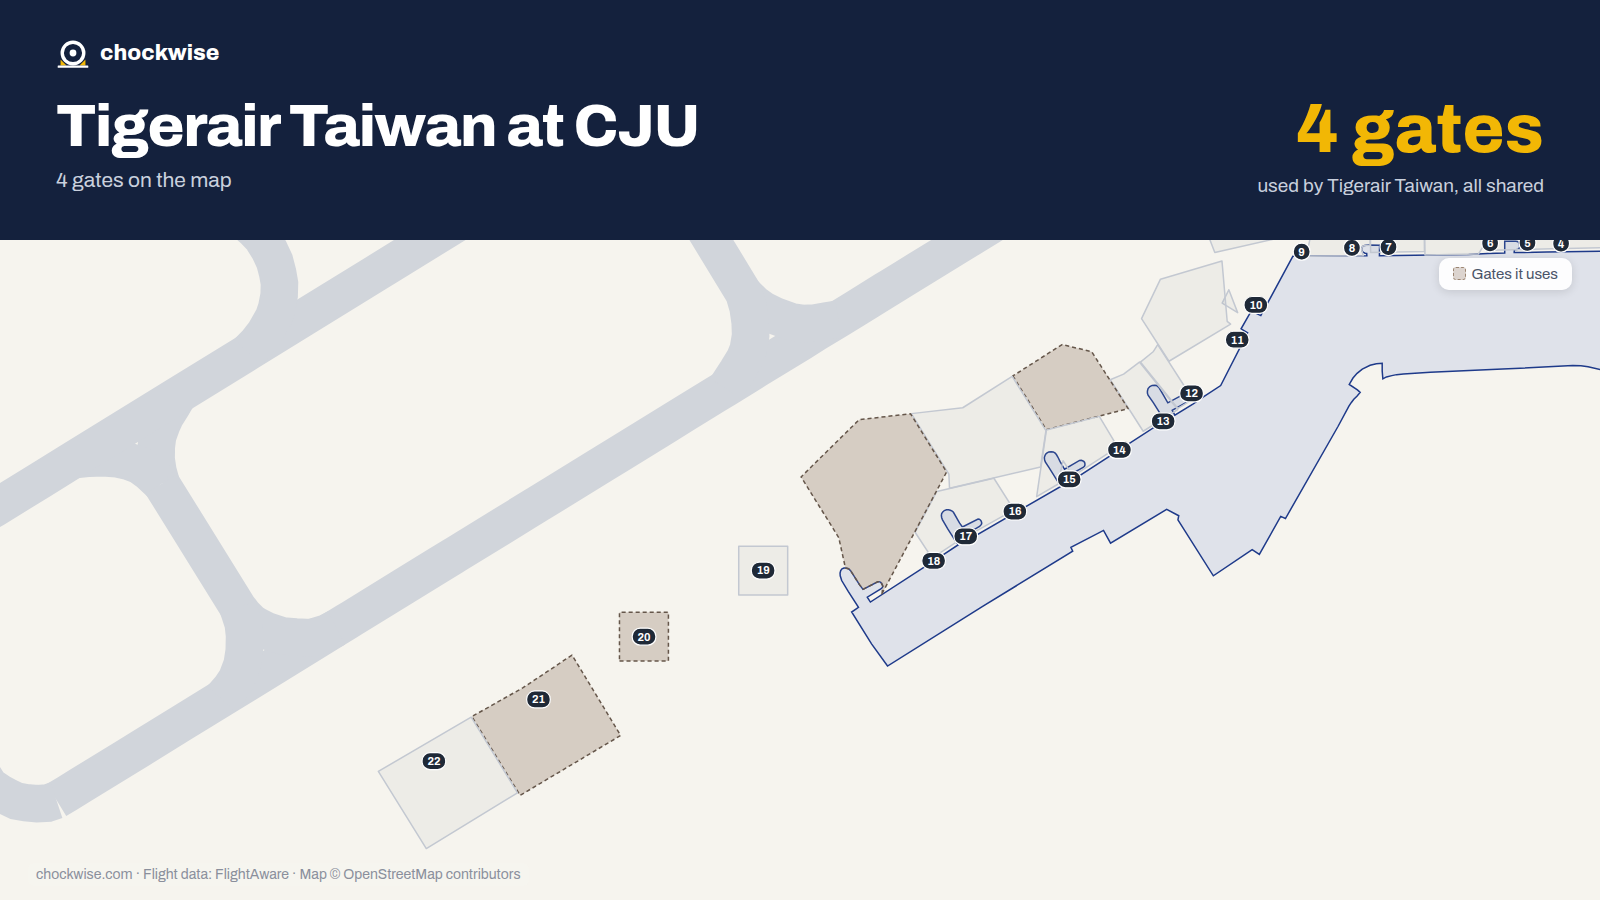 chockwise
Tigerair Taiwan at CJU
4 gates on the map
4 gates
used by Tigerair Taiwan, all shared
9
8
7
6
5
4
Gates it uses
10
11
12
13
14
15
16
17
18
19
20
21
22
chockwise.com · Flight data: FlightAware · Map © OpenStreetMap contributors